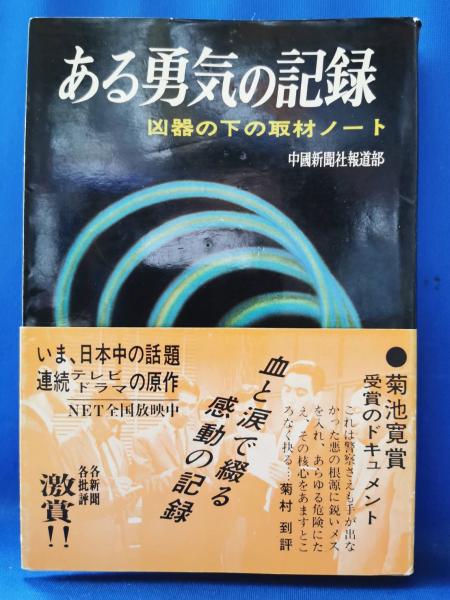 ある勇気の記録
凶器の下の取材ノート
中國新聞社報道部
●菊池寛賞
受賞のドキュメント
これは警察さえも手が出な
かった悪の根源に鋭いメス
を入れ、あらゆる危険にた
え、その核心をあますとこ
ろなく抉る…菊村 到評
血と涙で綴る
感動の記録
いま、日本中の話題
連続テレビドラマの原作
NET全国放映中
各新聞
各批評
激賞!!